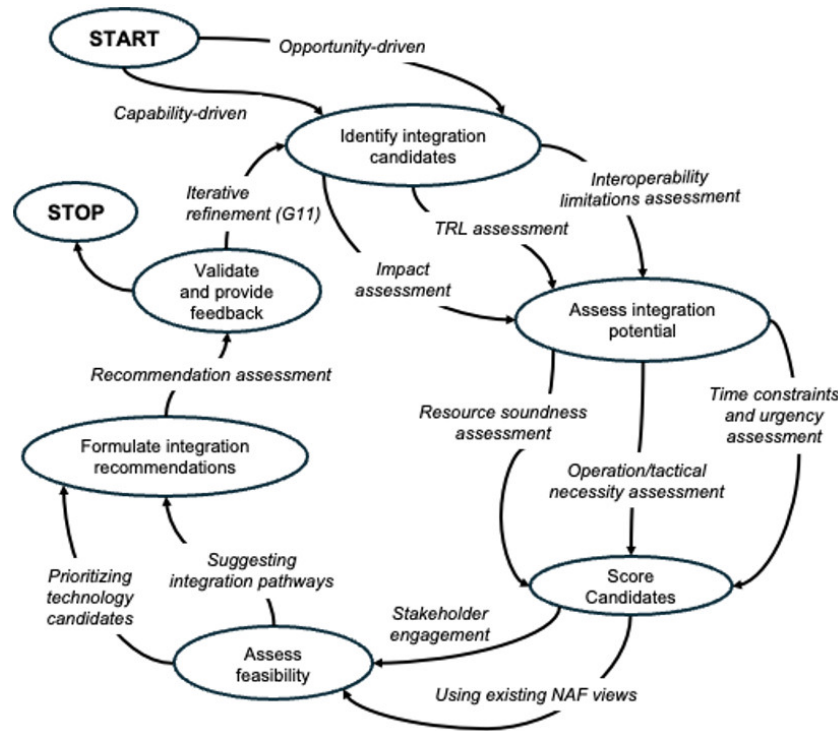 START
Opportunity-driven
Capability-driven
Identify integration
candidates
Iterative
refinement (G11)
Interoperability
limitations assessment
STOP
TRL assessment
Validate
and provide
feedback
Impact
assessment
Assess integration
potential
Recommendation assessment
Resource soundness
assessment
Time constraints
and urgency
assessment
Formulate integration
recommendations
Operation/tactical
necessity assessment
Suggesting
integration pathways
Prioritizing
technology
candidates
Score
Candidates
Stakeholder
engagement
Assess
feasibility
Using existing NAF views